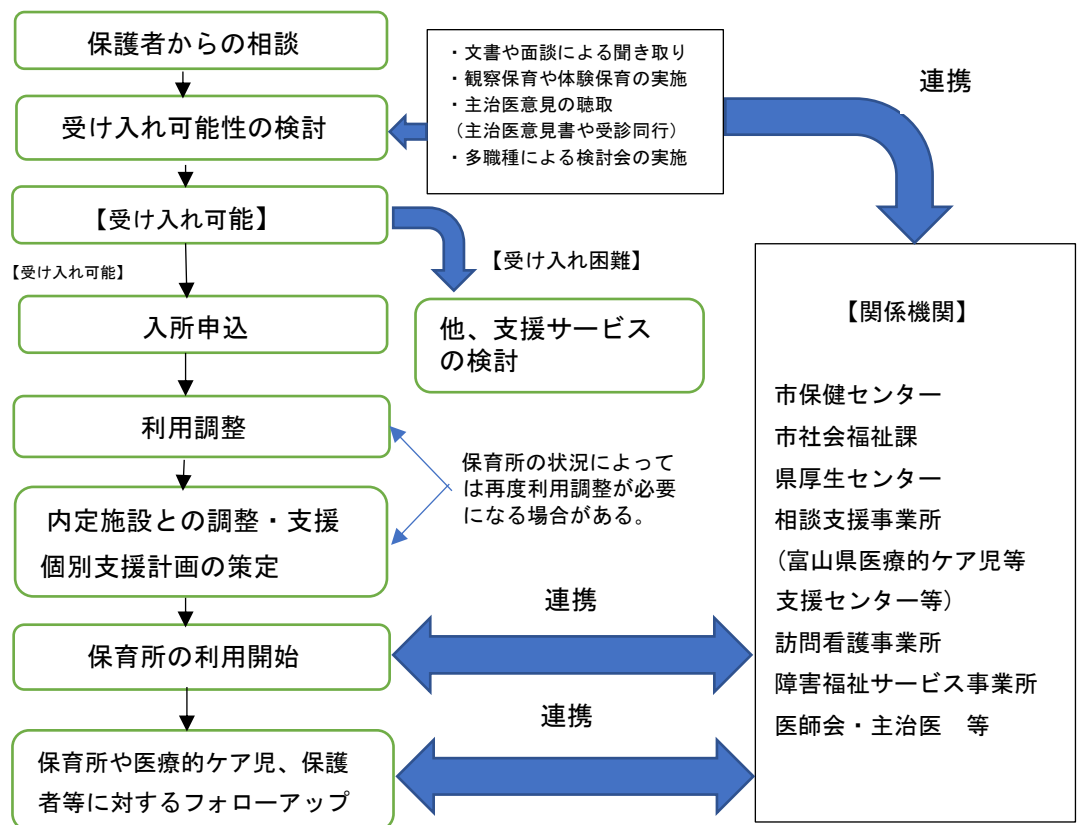 保護者からの相談
・文書や面談による聞き取り
・観察保育や体験保育の実施
・主治医意見の聴取
（主治医意見書や受診同行）
・多職種による検討会の実施
連携
受け入れ可能性の検討
【受け入れ可能】
【受け入れ可能】
【受け入れ困難】
入所申込
他、支援サービス
の検討
利用調整
保育所の状況によって
は再度利用調整が必要
になる場合がある。
内定施設との調整・支援
個別支援計画の策定
連携
保育所の利用開始
連携
保育所や医療的ケア児、保護
者等に対するフォローアップ
【関係機関】
市保健センター
市社会福祉課
県厚生センター
相談支援事業所
(富山県医療的ケア児等
支援センター等)
訪問看護事業所
障害福祉サービス事業所
医師会・主治医　等